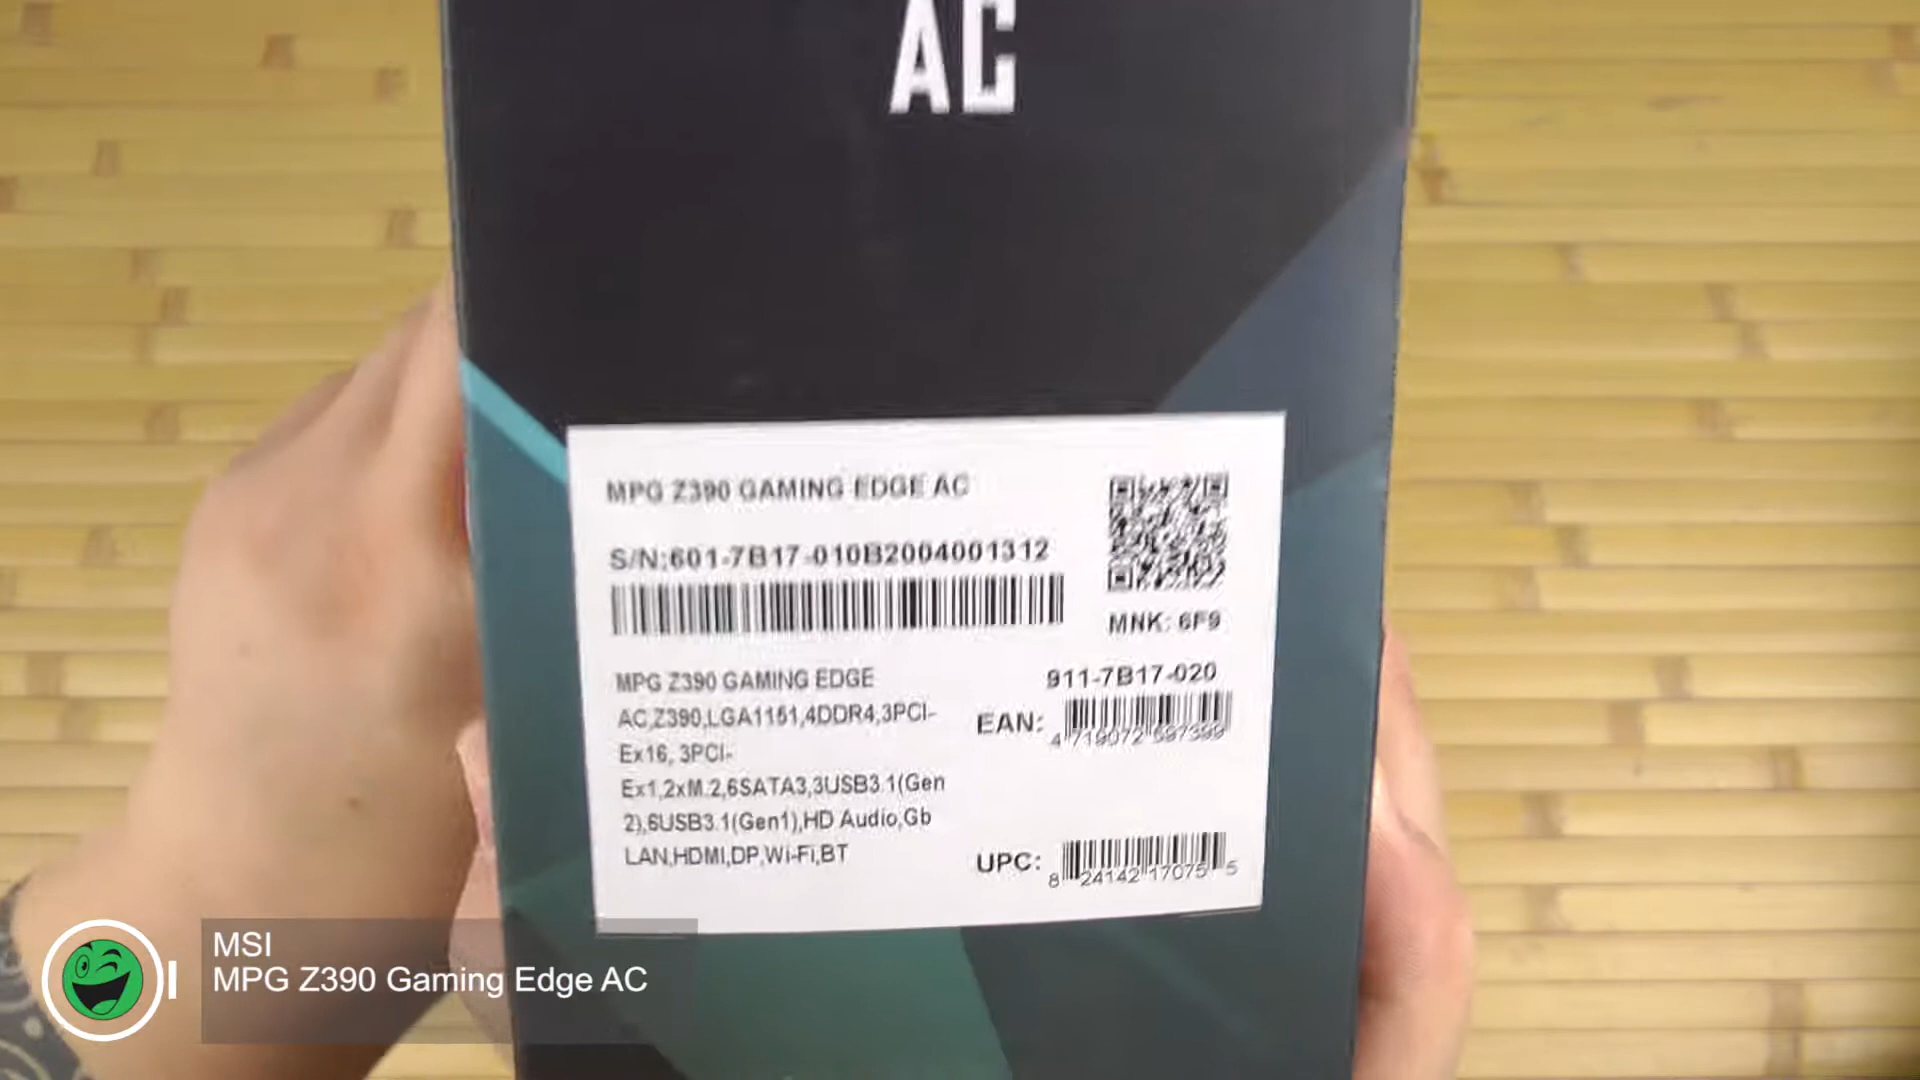 AC
MPG Z390 GAMING EDGE AC
S/N:601-7B17-010B2004001312
MNK: 6F9
MPG Z390 GAMING EDGE
AC,Z390,LGA1151,4DDR4,3PCI-
Ex16, 3PCI-
Ex1,2xM.2,6SATA3,3USB3.1(Gen
2),6USB3.1(Gen1),HD Audio,Gb
LAN,HDMI,DP,Wi-Fi,BT
911-7B17-020
EAN:
4 719072 597399
UPC:
8 24142 17075 5
MSI
MPG Z390 Gaming Edge AC